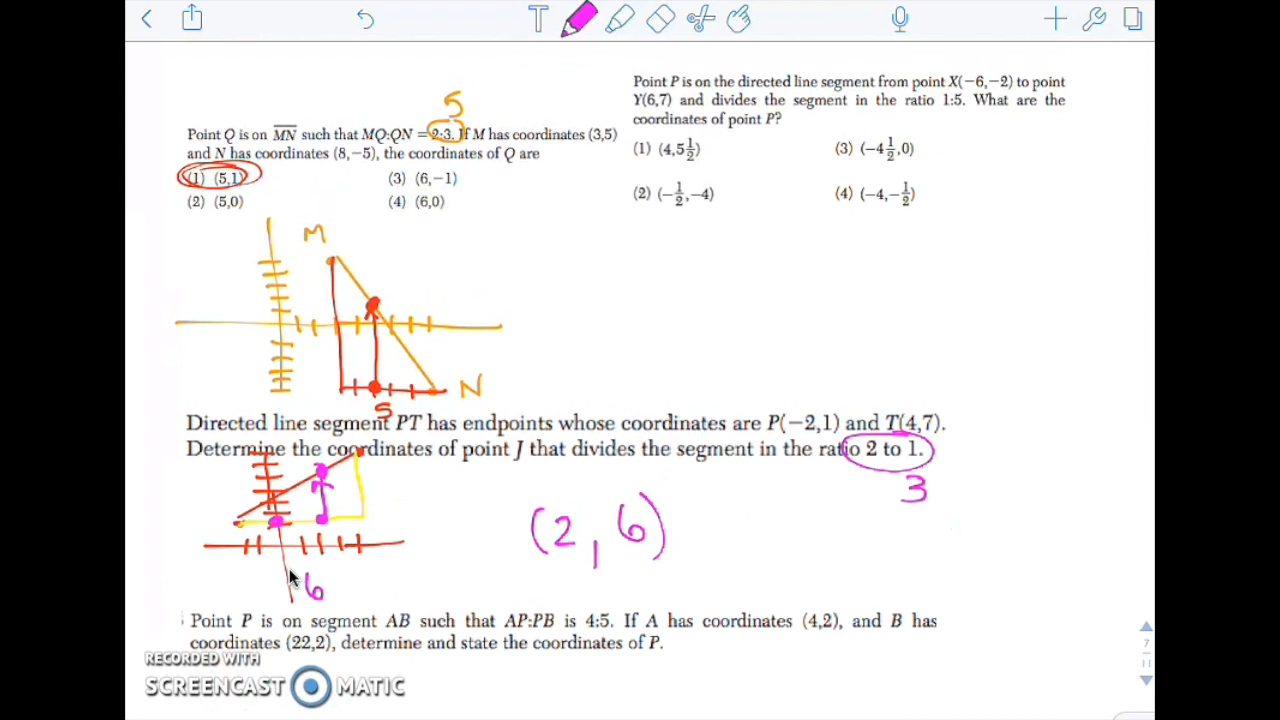 5
Point Q is on MN such that MQ:QN = 2:3. If M has coordinates (3,5)
and N has coordinates (8,−5), the coordinates of Q are
(1) (5,1) (3) (6,−1)
(2) (5,0) (4) (6,0)
Point P is on the directed line segment from point X(−6,−2) to point
Y(6,7) and divides the segment in the ratio 1:5. What are the
coordinates of point P?
(1) (4,5½) (3) (−4½,0)
(2) (−½,−4) (4) (−4,−½)
M
N
5
Directed line segment PT has endpoints whose coordinates are P(−2,1) and T(4,7).
Determine the coordinates of point J that divides the segment in the ratio 2 to 1.
3
(2, 6)
6
Point P is on segment AB such that AP:PB is 4:5. If A has coordinates (4,2), and B has
coordinates (22,2), determine and state the coordinates of P.
RECORDED WITH
SCREENCAST MATIC
7
11